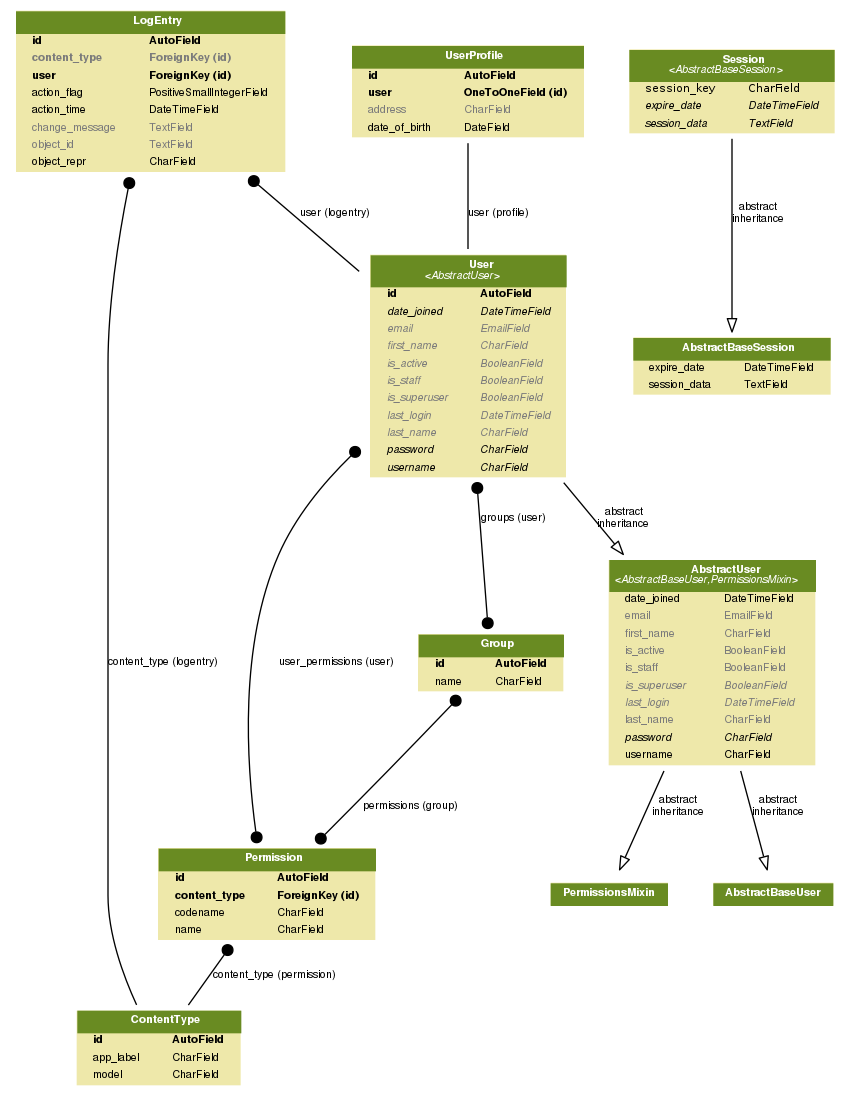 LogEntry
id AutoField
content_type ForeignKey (id)
user ForeignKey (id)
action_flag PositiveSmallIntegerField
action_time DateTimeField
change_message TextField
object_id TextField
object_repr CharField
UserProfile
id AutoField
user OneToOneField (id)
address CharField
date_of_birth DateField
Session
<AbstractBaseSession>
session_key CharField
expire_date DateTimeField
session_data TextField
user (logentry)
user (profile)
abstract
inheritance
User
<AbstractUser>
id AutoField
date_joined DateTimeField
email EmailField
first_name CharField
is_active BooleanField
is_staff BooleanField
is_superuser BooleanField
last_login DateTimeField
last_name CharField
password CharField
username CharField
AbstractBaseSession
expire_date DateTimeField
session_data TextField
groups (user)
abstract
inheritance
AbstractUser
<AbstractBaseUser,PermissionsMixin>
date_joined DateTimeField
email EmailField
first_name CharField
is_active BooleanField
is_staff BooleanField
is_superuser BooleanField
last_login DateTimeField
last_name CharField
password CharField
username CharField
Group
id AutoField
name CharField
content_type (logentry)
user_permissions (user)
permissions (group)
abstract
inheritance
abstract
inheritance
Permission
id AutoField
content_type ForeignKey (id)
codename CharField
name CharField
PermissionsMixin
AbstractBaseUser
content_type (permission)
ContentType
id AutoField
app_label CharField
model CharField